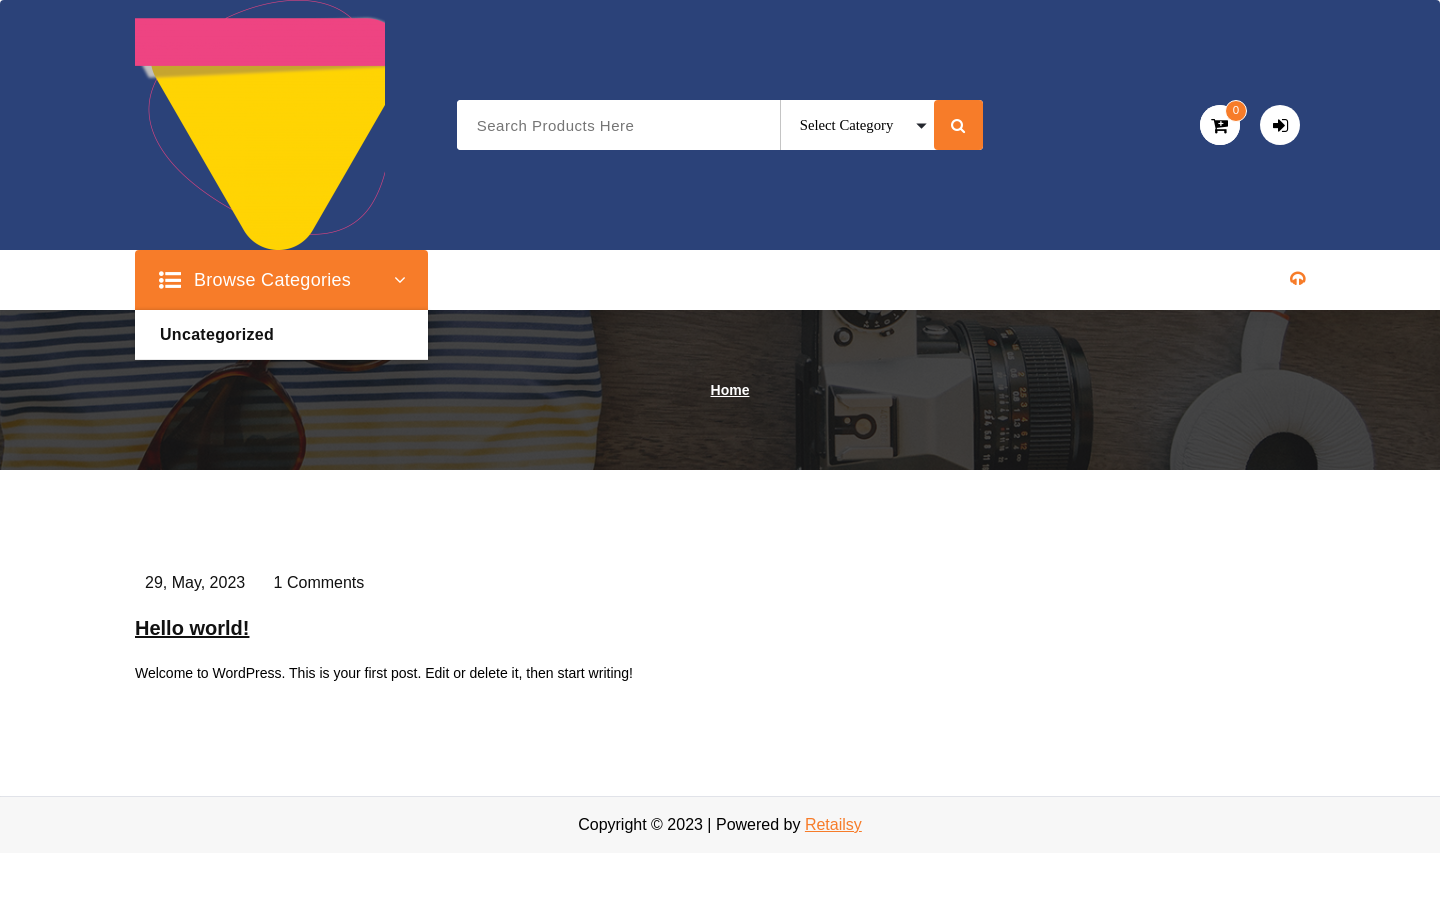 Search Products Here
Select Category
0
Browse Categories
Uncategorized
Home
29, May, 2023 1 Comments
Hello world!
Welcome to WordPress. This is your first post. Edit or delete it, then start writing!
Copyright © 2023 | Powered by Retailsy